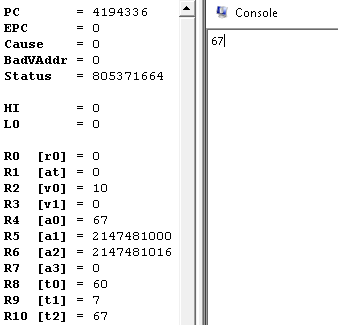 PC = 4194336
EPC = 0
Cause = 0
BadVAddr = 0
Status = 805371664
HI = 0
LO = 0
R0 [r0] = 0
R1 [at] = 0
R2 [v0] = 10
R3 [v1] = 0
R4 [a0] = 67
R5 [a1] = 2147481000
R6 [a2] = 2147481016
R7 [a3] = 0
R8 [t0] = 60
R9 [t1] = 7
R10 [t2] = 67
Console
67